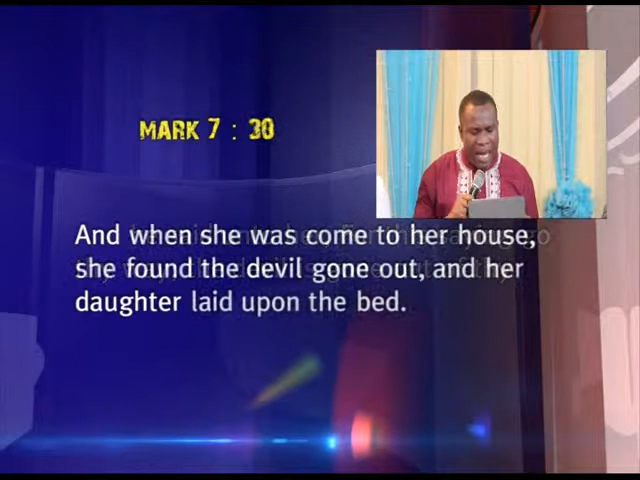 MARK 7 : 30
And when she was come to her house,
she found the devil gone out, and her
daughter laid upon the bed.